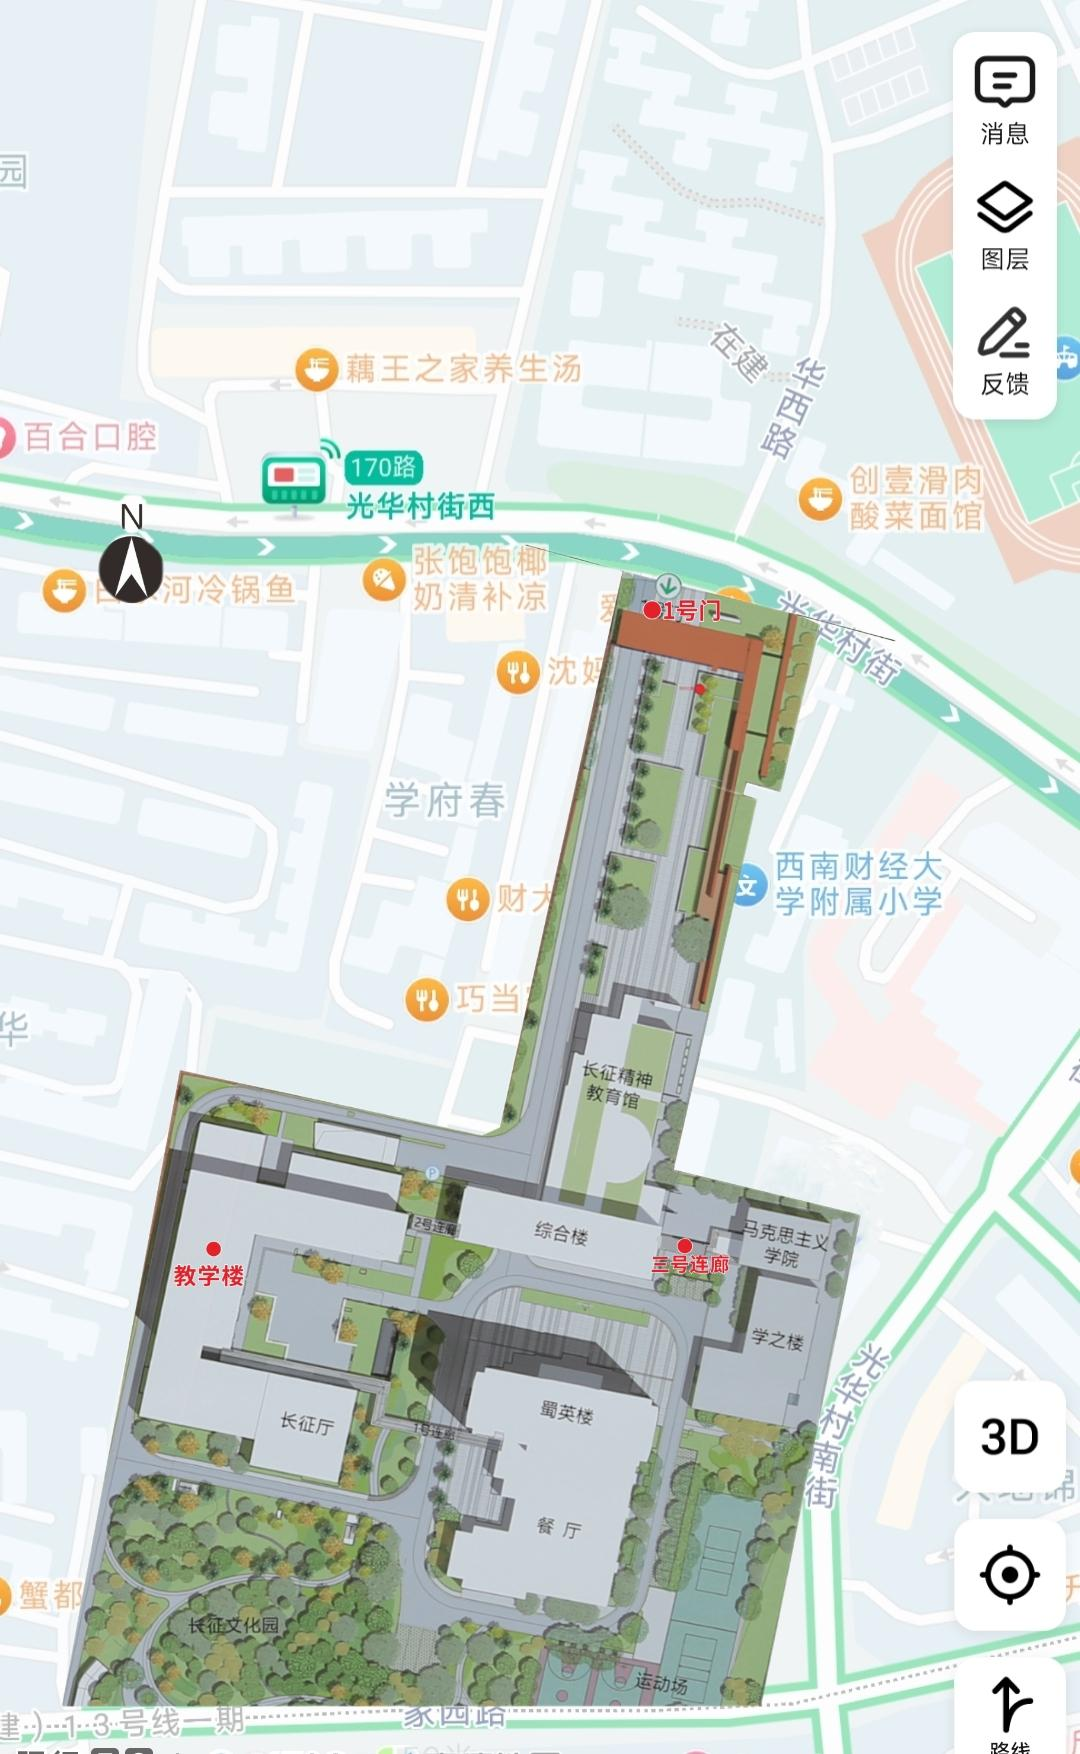 消息
园
图层
反馈
在建
华西路
藕王之家养生汤
百合口腔
170路
光华村街西
创壹滑肉
酸菜面馆
N
张饱饱椰
奶清补凉
河冷锅鱼
1号门
光华村街
沈妈
学府春
西南财经大
学附属小学
文
财大
巧当
华
长征精神
教育馆
P
2号连廊
综合楼
马克思主义
学院
三号连廊
教学楼
学之楼
光华村南街
蜀英楼
长征厅
1号连廊
3D
餐厅
蟹都
长征文化园
运动场
建)13号线一期
家园路
路线